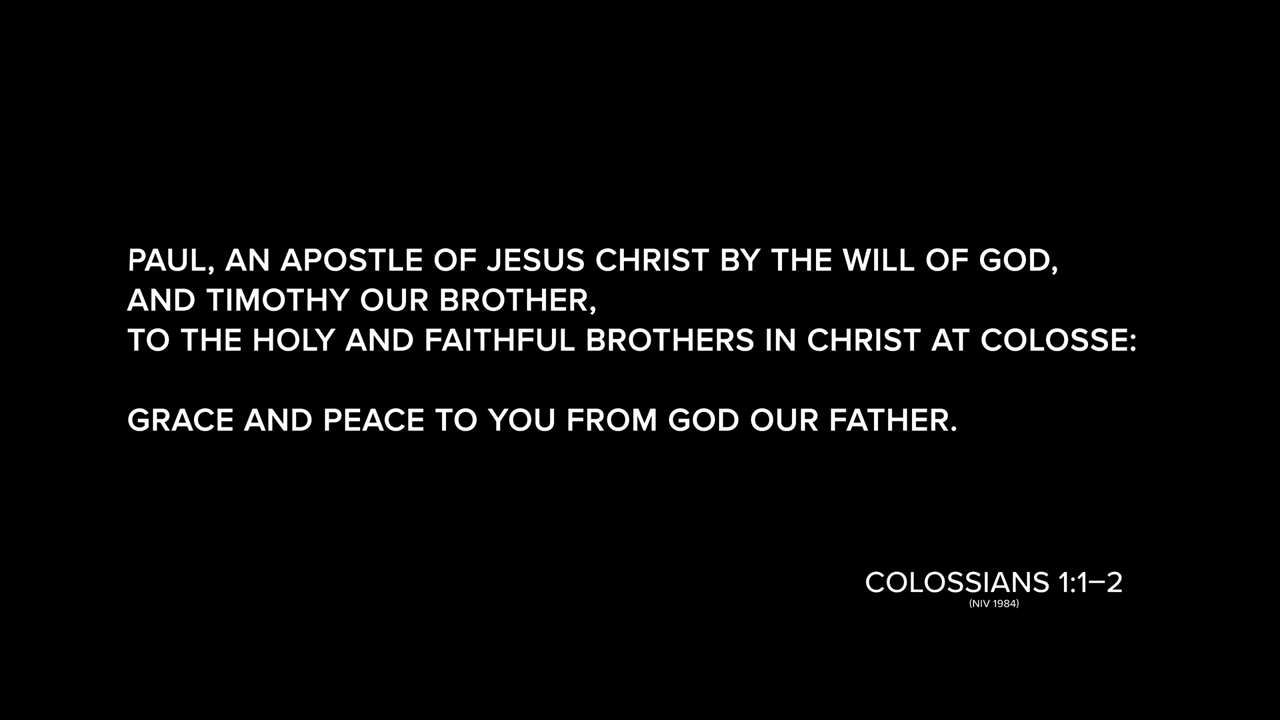 PAUL, AN APOSTLE OF JESUS CHRIST BY THE WILL OF GOD,
AND TIMOTHY OUR BROTHER,
TO THE HOLY AND FAITHFUL BROTHERS IN CHRIST AT COLOSSE:
GRACE AND PEACE TO YOU FROM GOD OUR FATHER.
COLOSSIANS 1:1–2
(NIV 1984)